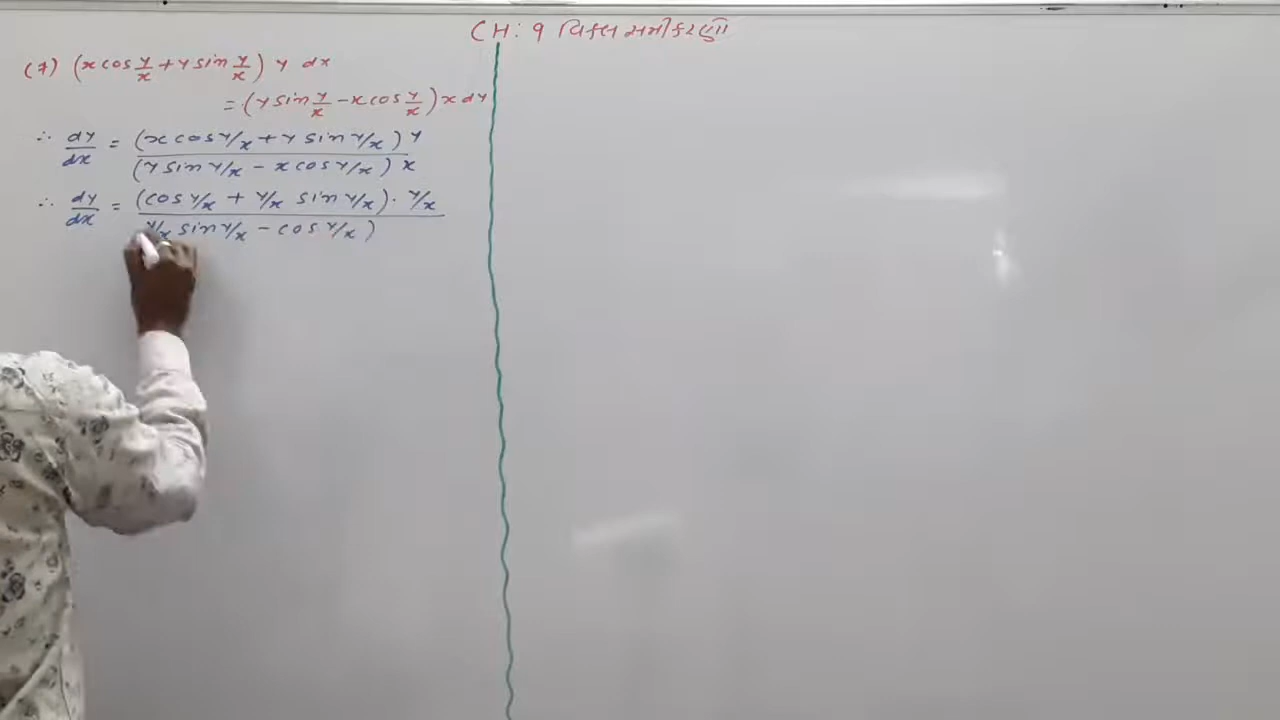 CH: 9 વિકલ સમીકરણો
(7) (x cos y/x + y sin y/x) y dx
= (y sin y/x - x cos y/x) x dy
∴ dy/dx = (x cos y/x + y sin y/x) y / (y sin y/x - x cos y/x) x
∴ dy/dx = (cos y/x + y/x sin y/x) · y/x / y/x sin y/x - cos y/x)